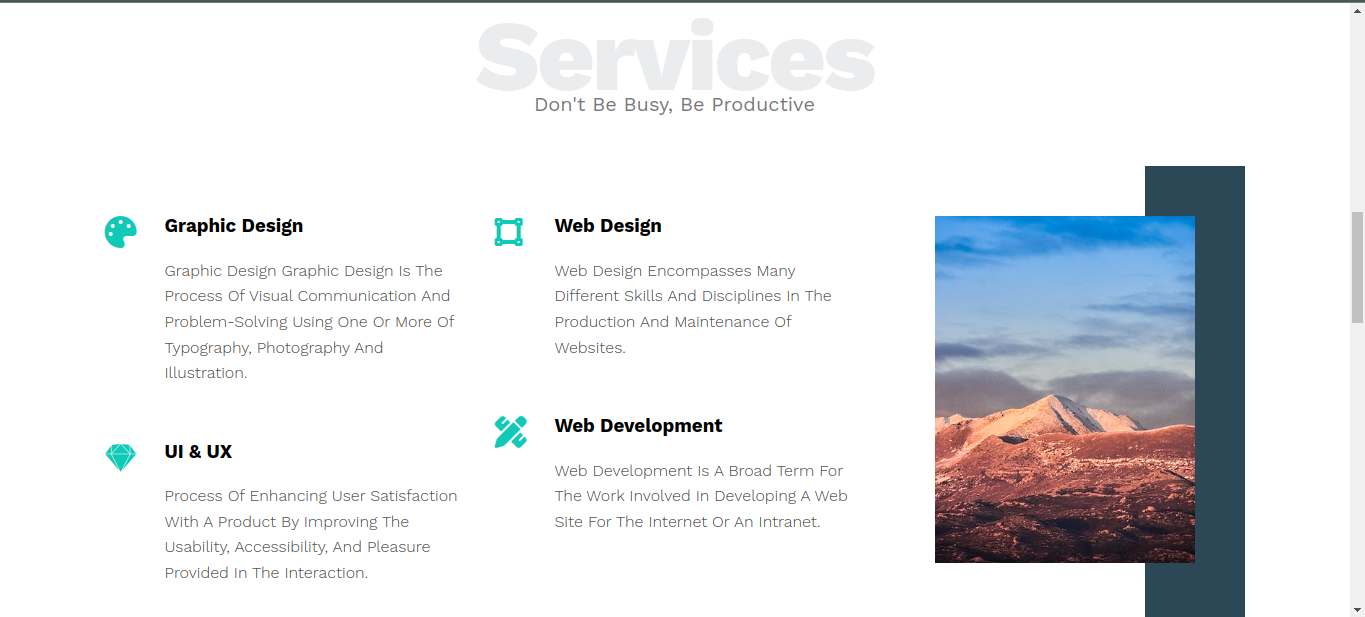 Services
Don't Be Busy, Be Productive
Graphic Design
Graphic Design Graphic Design Is The
Process Of Visual Communication And
Problem-Solving Using One Or More Of
Typography, Photography And
Illustration.
UI & UX
Process Of Enhancing User Satisfaction
With A Product By Improving The
Usability, Accessibility, And Pleasure
Provided In The Interaction.
Web Design
Web Design Encompasses Many
Different Skills And Disciplines In The
Production And Maintenance Of
Websites.
Web Development
Web Development Is A Broad Term For
The Work Involved In Developing A Web
Site For The Internet Or An Intranet.